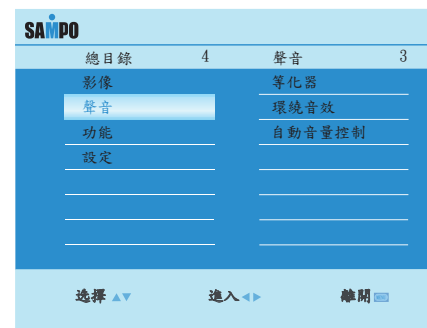 SAMPO
總目錄 4 聲音 3
影像 等化器
聲音 環繞音效
功能 自動音量控制
設定
选擇 ▲▼ 進入 ◀▶ 離開